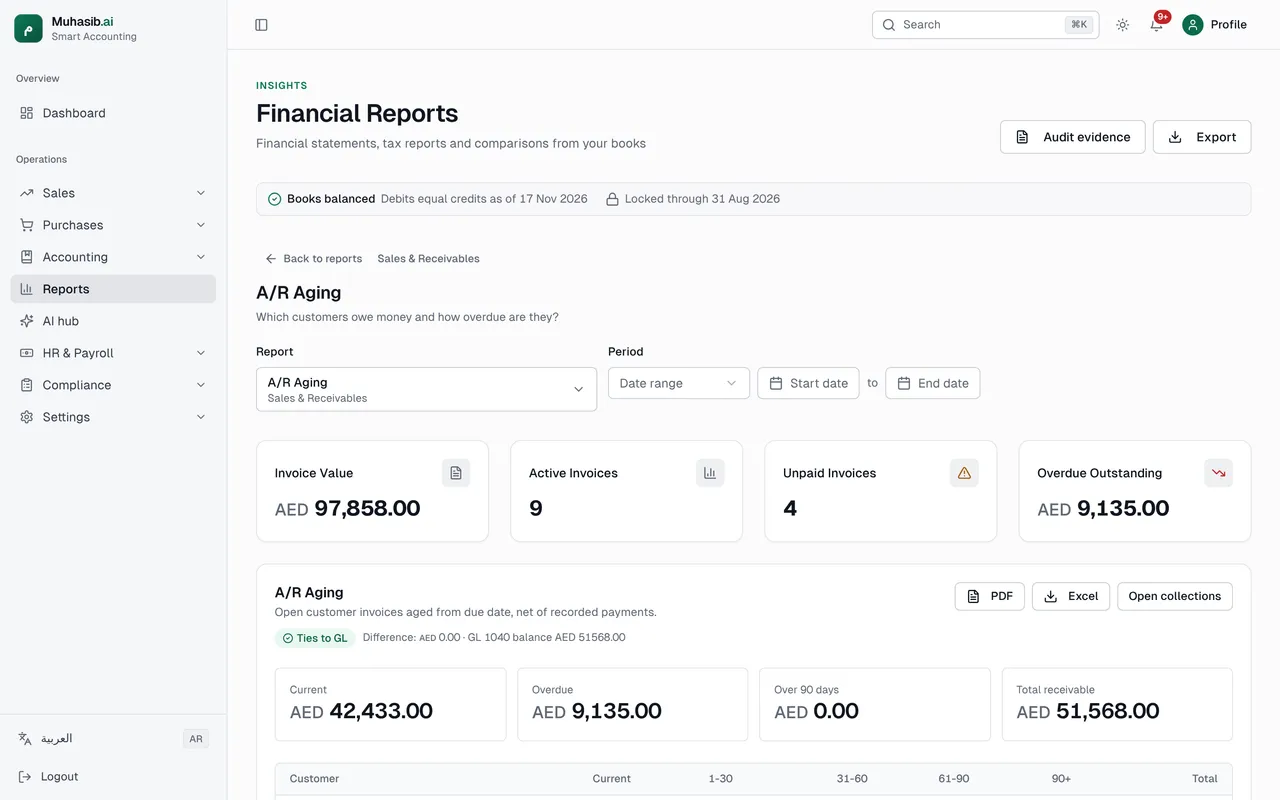 م
Muhasib.ai
Smart Accounting
Overview
Dashboard
Operations
Sales
Purchases
Accounting
Reports
AI hub
HR & Payroll
Compliance
Settings
العربية AR
Logout
Search ⌘K 9+ Profile
INSIGHTS
Financial Reports
Financial statements, tax reports and comparisons from your books
Audit evidence Export
Books balanced Debits equal credits as of 17 Nov 2026 Locked through 31 Aug 2026
Back to reports Sales & Receivables
A/R Aging
Which customers owe money and how overdue are they?
Report Period
A/R Aging
Sales & Receivables
Date range Start date to End date
Invoice Value Active Invoices Unpaid Invoices Overdue Outstanding
AED 97,858.00 9 4 AED 9,135.00
A/R Aging
Open customer invoices aged from due date, net of recorded payments.
PDF Excel Open collections
Ties to GL Difference: AED 0.00 · GL 1040 balance AED 51568.00
Current Overdue Over 90 days Total receivable
AED 42,433.00 AED 9,135.00 AED 0.00 AED 51,568.00
Customer Current 1-30 31-60 61-90 90+ Total